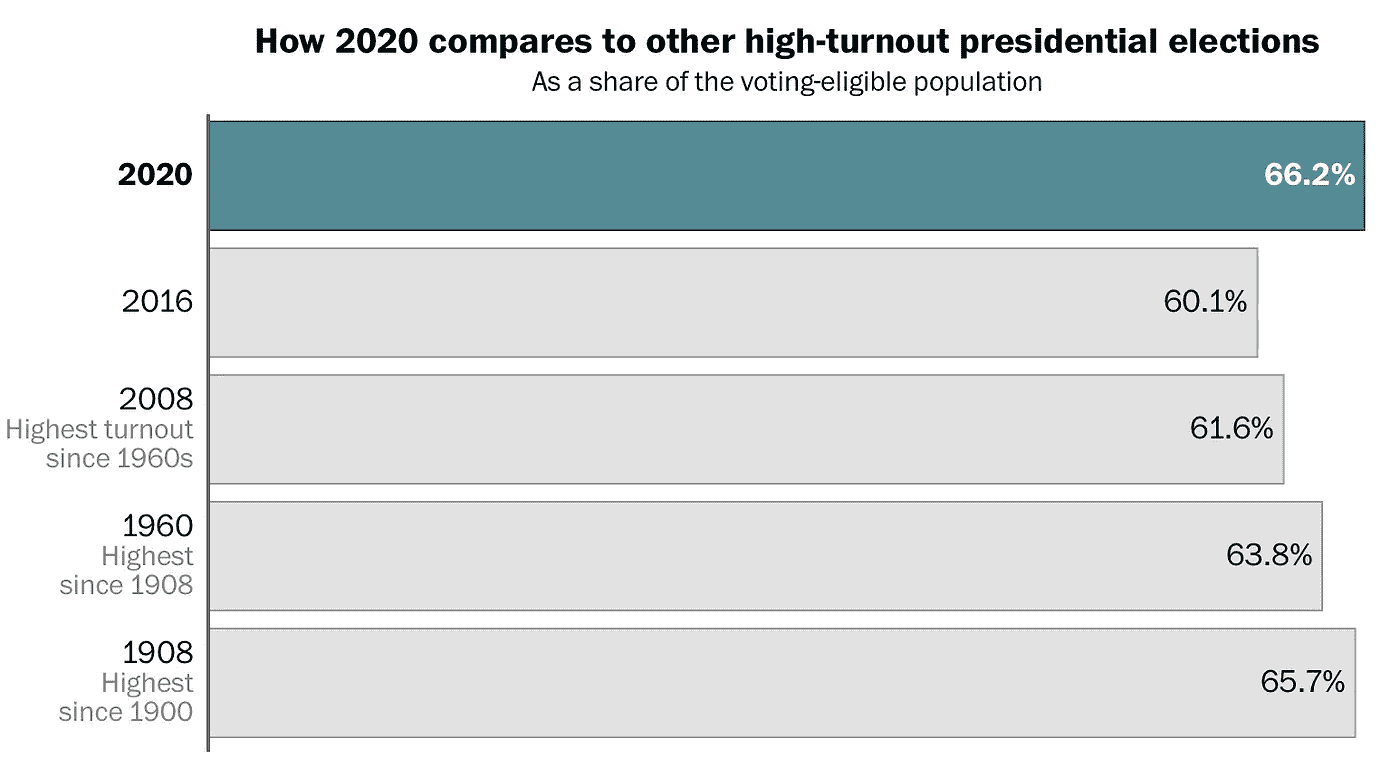 How 2020 compares to other high-turnout presidential elections
As a share of the voting-eligible population
2020
66.2%
2016
60.1%
2008
Highest turnout
since 1960s
61.6%
1960
Highest
since 1908
63.8%
1908
Highest
since 1900
65.7%